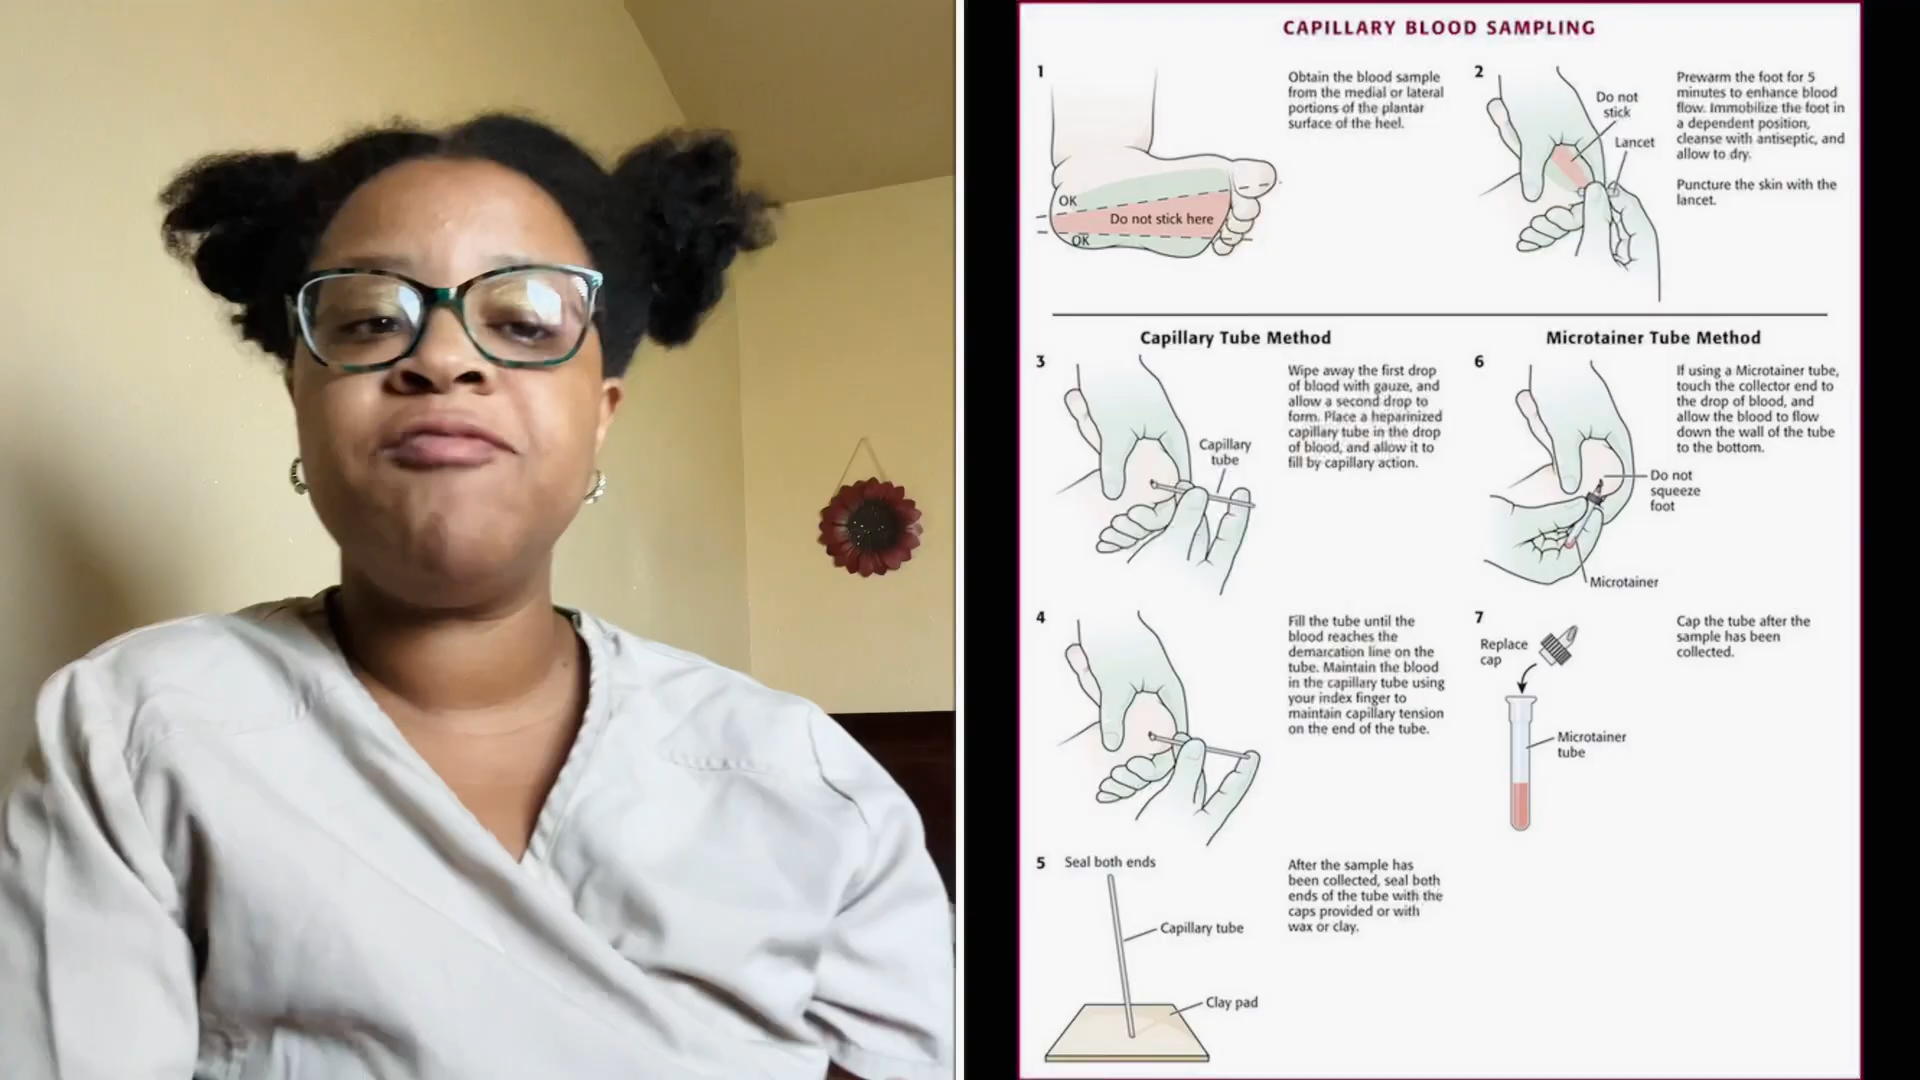 CAPILLARY BLOOD SAMPLING
1
Obtain the blood sample
from the medial or lateral
portions of the plantar
surface of the heel.
OK
Do not stick here
OK
2
Do not
stick
Lancet
Prewarm the foot for 5
minutes to enhance blood
flow. Immobilize the foot in
a dependent position,
cleanse with antiseptic, and
allow to dry.
Puncture the skin with the
lancet.
Capillary Tube Method
3
Wipe away the first drop
of blood with gauze, and
allow a second drop to
form. Place a heparinized
capillary tube in the drop
of blood, and allow it to
fill by capillary action.
Capillary
tube
4
Fill the tube until the
blood reaches the
demarcation line on the
tube. Maintain the blood
in the capillary tube using
your index finger to
maintain capillary tension
on the end of the tube.
5
Seal both ends
After the sample has
been collected, seal both
ends of the tube with the
caps provided or with
wax or clay.
Capillary tube
Clay pad
Microtainer Tube Method
6
If using a Microtainer tube,
touch the collector end to
the drop of blood, and
allow the blood to flow
down the wall of the tube
to the bottom.
Do not
squeeze
foot
Microtainer
7
Replace
cap
Cap the tube after the
sample has been
collected.
Microtainer
tube